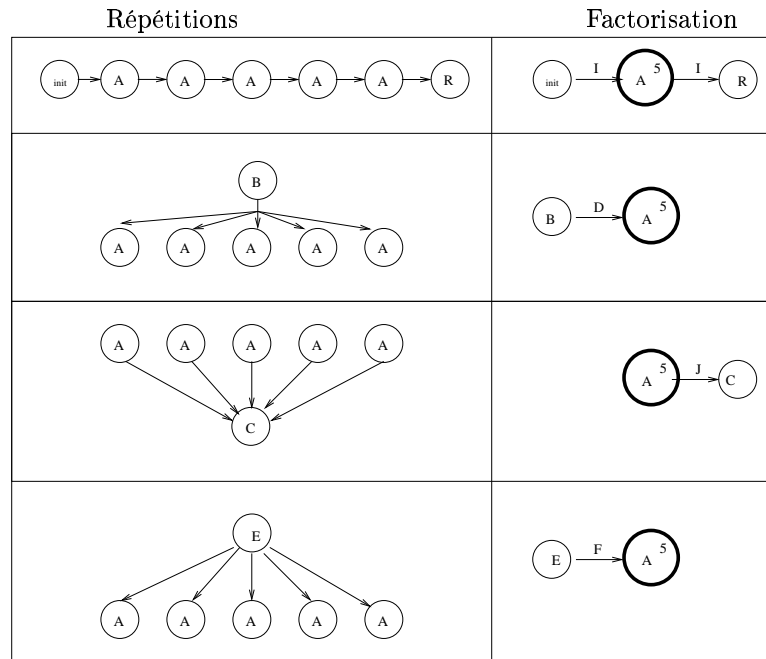 Répétitions Factorisation
init A A A A A R init I A 5 I R
B
A A A A A B D A 5
A A A A A
C A 5 J C
E
A A A A A E F A 5